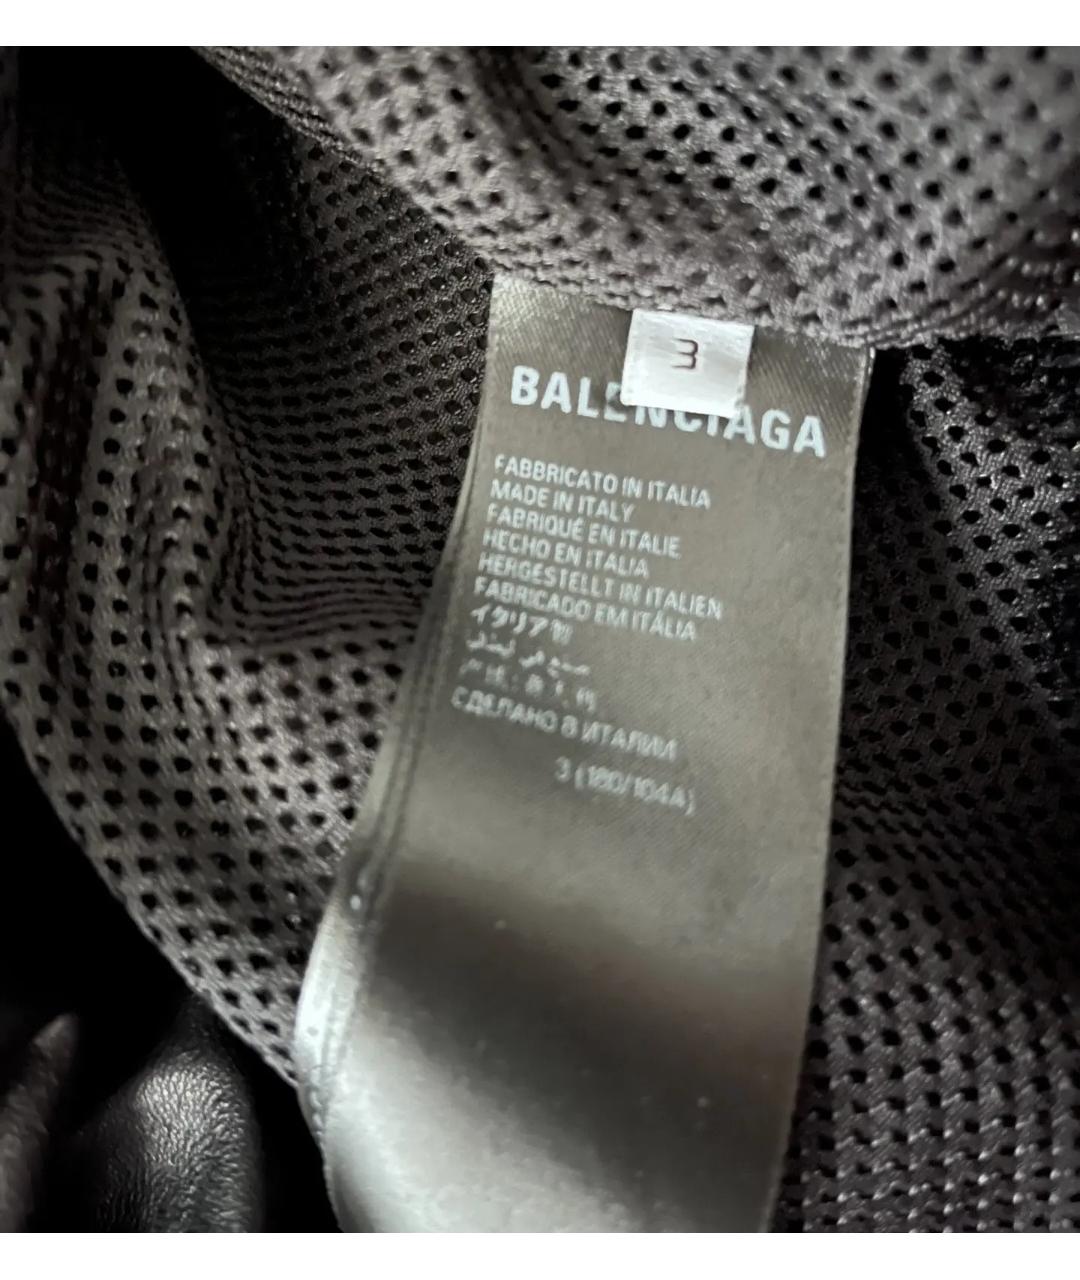 3
BALENCIAGA
FABBRICATO IN ITALIA
MADE IN ITALY
FABRIQUÉ EN ITALIE
HECHO EN ITALIA
HERGESTELLT IN ITALIEN
FABRICADO EM ITÁLIA
イタリア製
СДЕЛАНО В ИТАЛИИ
3 (180/104A)